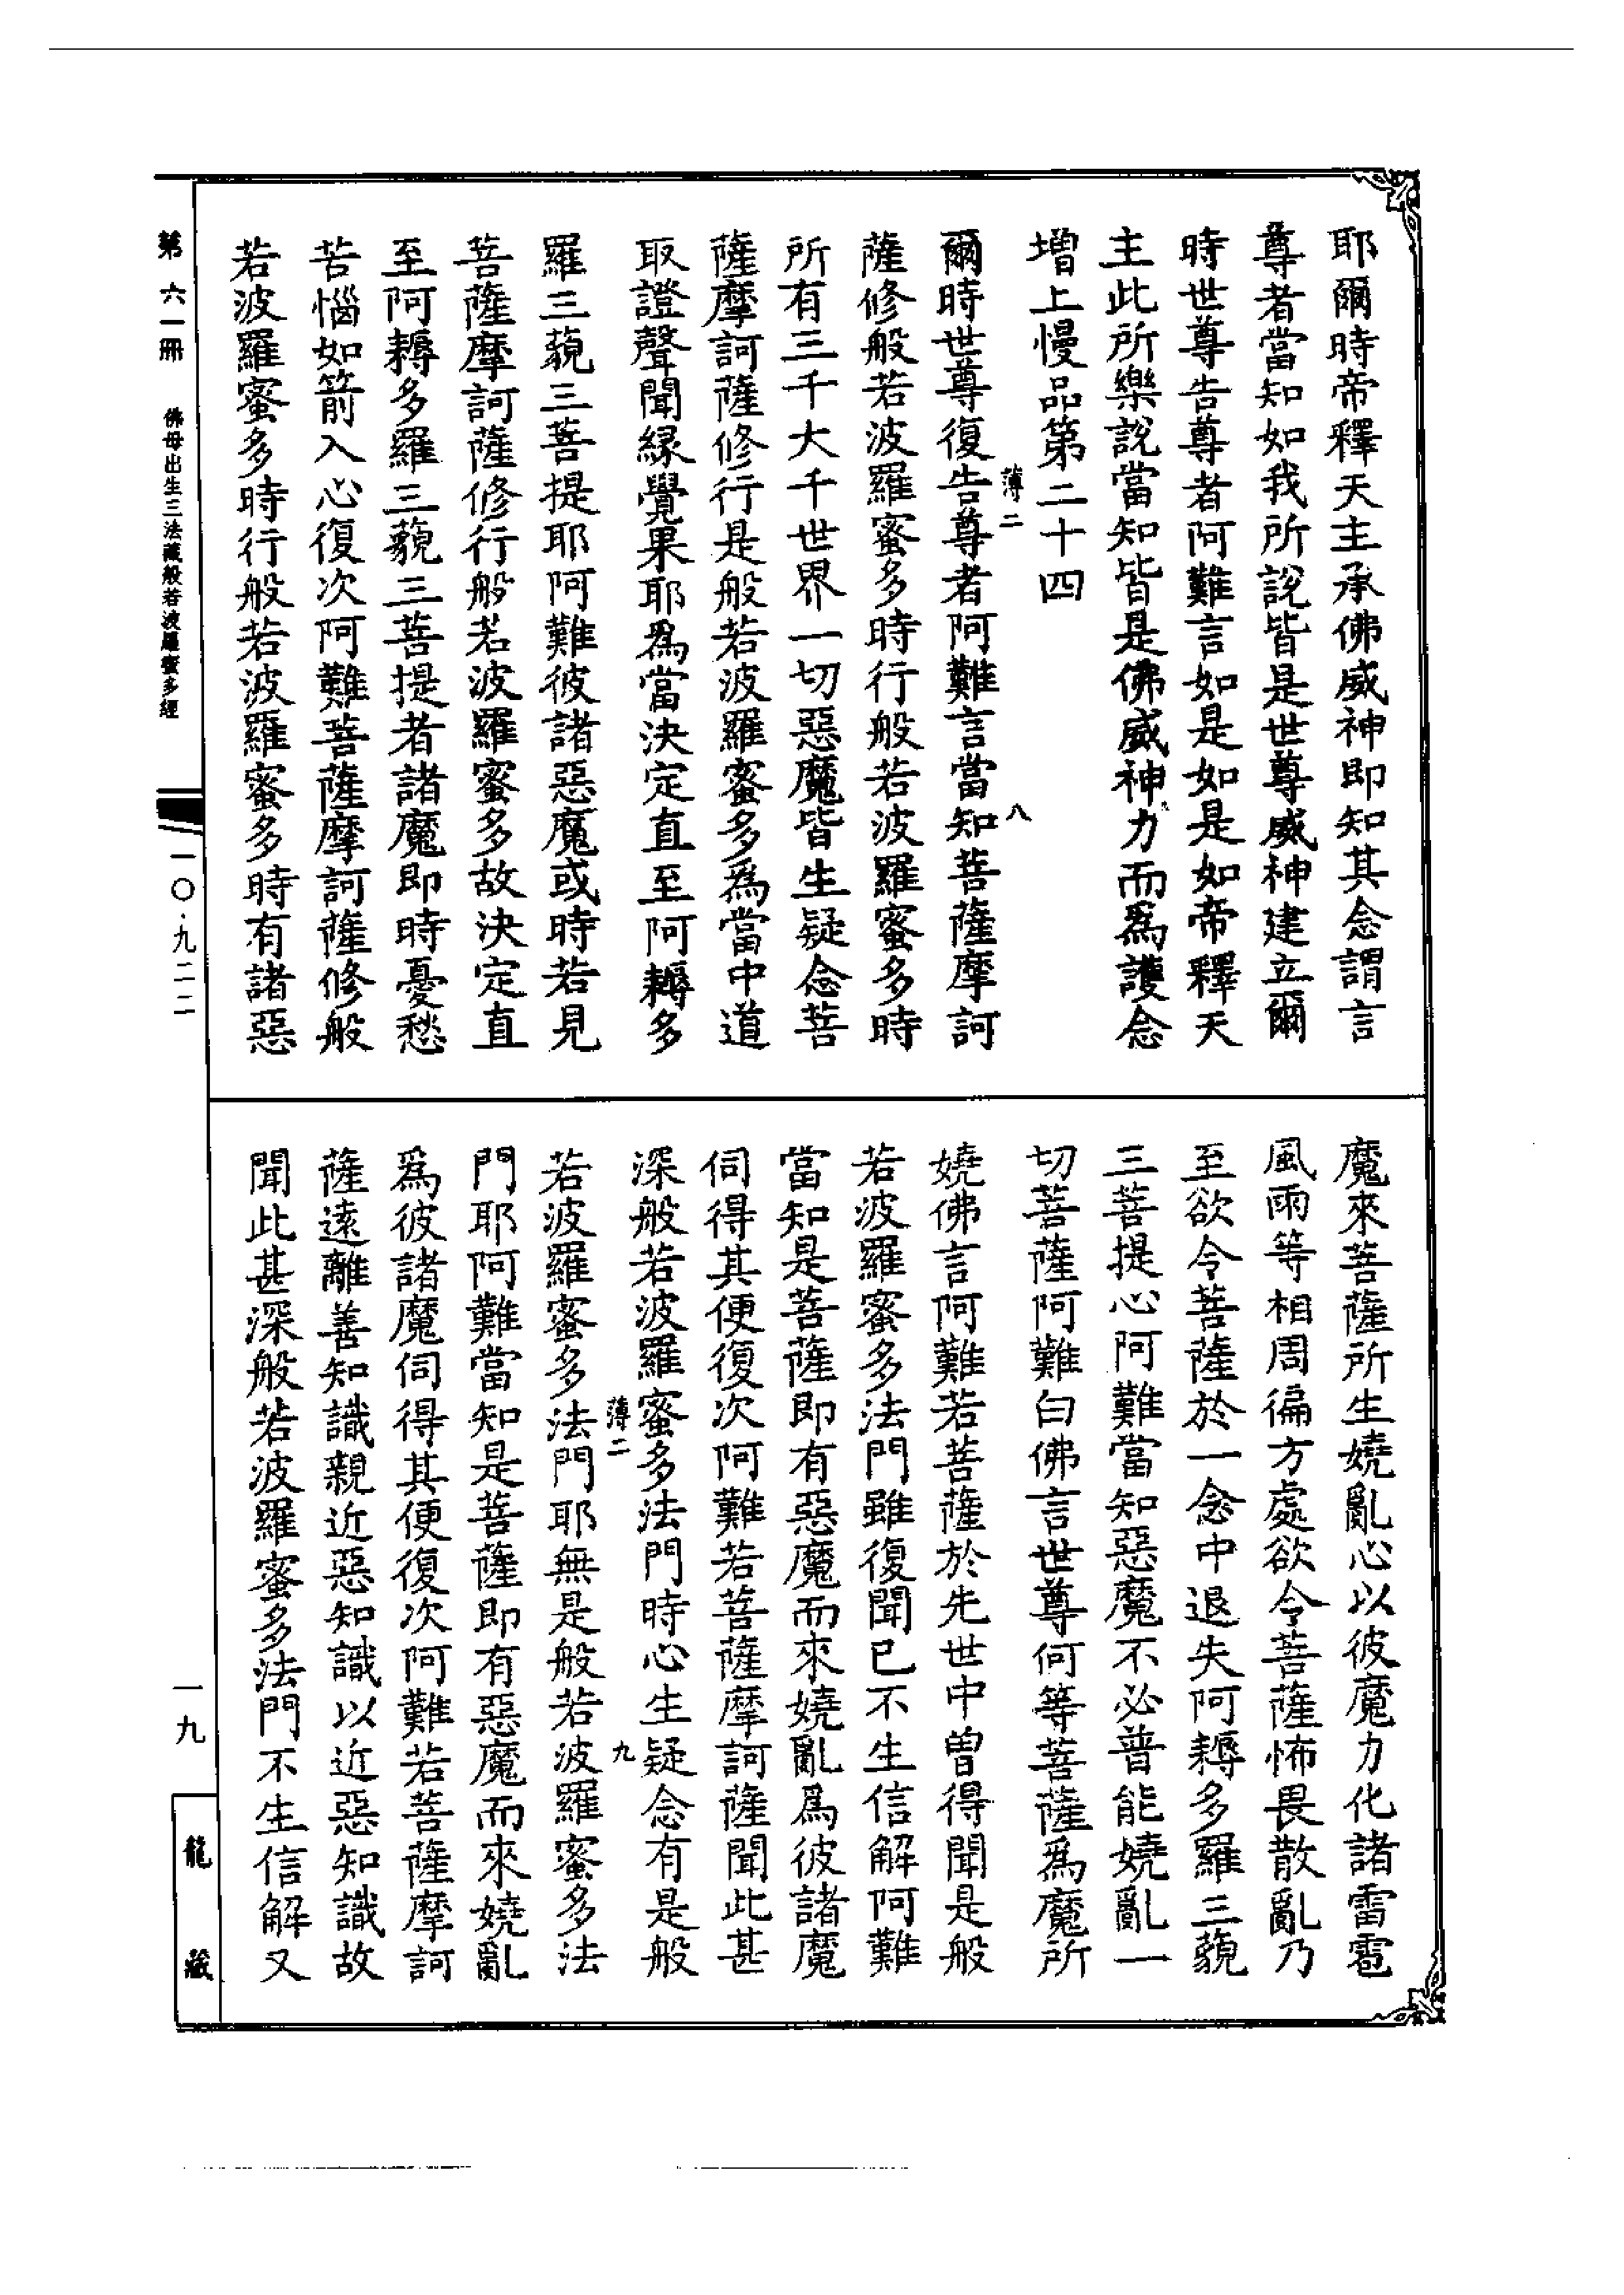 耶爾時帝釋天主承佛威神即知其念謂言
尊者當知如我所說皆是世尊威神建立爾
時世尊告尊者阿難言如是如是如帝釋天
主此所樂說當知皆是佛威神力而為護念
增上慢品第二十四
薄二
八
爾時世尊復告尊者阿難言當知菩薩摩訶
薩修般若波羅蜜多時行般若波羅蜜多時
所有三千大千世界一切惡魔皆生疑念菩
薩摩訶薩修行是般若波羅蜜多為當中道
取證聲聞緣覺果耶為當決定直至阿耨多
羅三藐三菩提耶阿難彼諸惡魔或時若見
菩薩摩訶薩修行般若波羅蜜多故決定直
至阿耨多羅三藐三菩提者諸魔即時憂愁
苦惱如箭入心復次阿難菩薩摩訶薩修般
若波羅蜜多時行般若波羅蜜多時有諸惡
魔來菩薩所生嬈亂心以彼魔力化諸雷雹
風雨等相周徧方處欲令菩薩怖畏散亂乃
至欲令菩薩於一念中退失阿耨多羅三藐
三菩提心阿難當知惡魔不必普能嬈亂一
切菩薩阿難白佛言世尊何等菩薩為魔所
嬈佛言阿難若菩薩於先世中曾得聞是般
若波羅蜜多法門雖復聞已不生信解阿難
當知是菩薩即有惡魔而來嬈亂為彼諸魔
伺得其便復次阿難若菩薩摩訶薩聞此甚
深般若波羅蜜多法門時心生疑念有是般
薄二
九
若波羅蜜多法門耶無是般若波羅蜜多法
門耶阿難當知是菩薩即有惡魔而來嬈亂
為彼諸魔伺得其便復次阿難若菩薩摩訶
薩遠離善知識親近惡知識以近惡知識故
聞此甚深般若波羅蜜多法門不生信解又
第六一冊
佛母出生三法藏般若波羅蜜多經
一〇·九二二
一九
龍藏